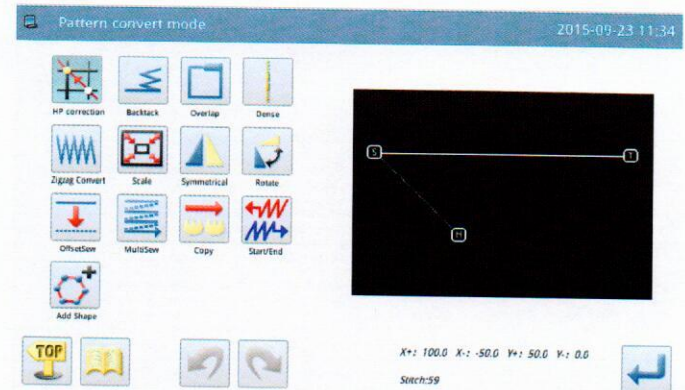 Pattern convert mode
2015-09-23 11:34
HP correction Backtack Overlap Dense
Zigzag Convert Scale Symmetrical Rotate
OffsetSew MultiSew Copy Start/End
Add Shape
S T
H
TOP
X+: 100.0 X-: -50.0 Y+: 50.0 Y-: 0.0
Stitch:59